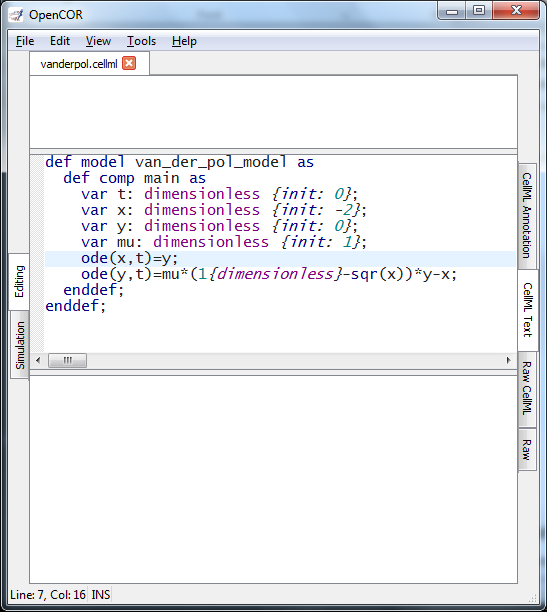 OpenCOR
File Edit View Tools Help
vanderpol.cellml
def model van_der_pol_model as
def comp main as
var t: dimensionless {init: 0};
var x: dimensionless {init: -2};
var y: dimensionless {init: 0};
var mu: dimensionless {init: 1};
ode(x,t)=y;
ode(y,t)=mu*(1{dimensionless}-sqr(x))*y-x;
enddef;
enddef;
Editing
Simulation
CellML Annotation
CellML Text
Raw CellML
Raw
Line: 7, Col: 16 INS